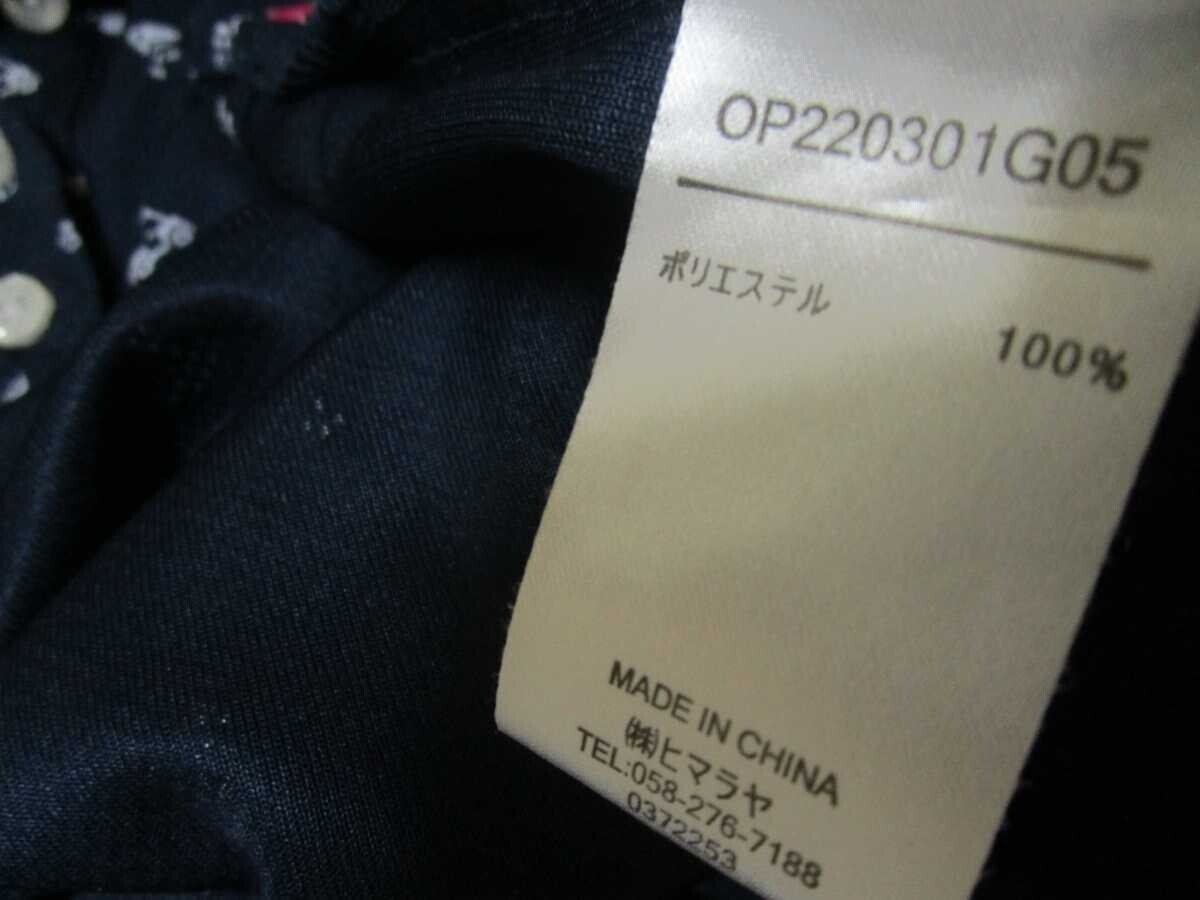 OP220301G05
ポリエステル
100%
MADE IN CHINA
㈱ヒマラヤ
TEL:058-276-7188
0372253